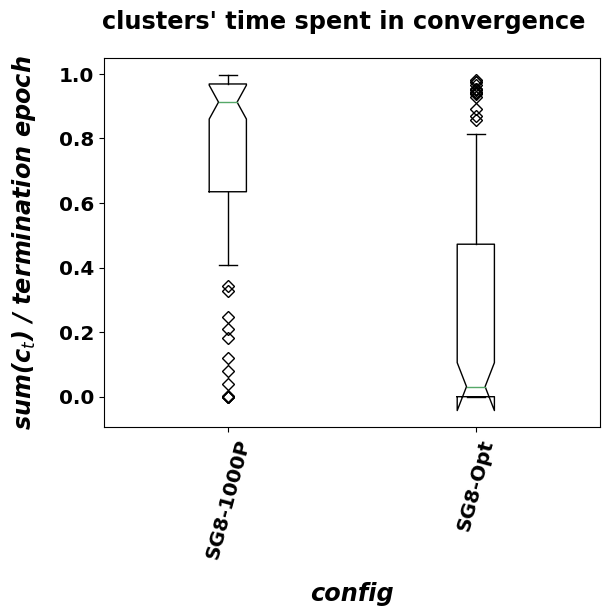 clusters' time spent in convergence
sum(c_t) / termination epoch
1.0
0.8
0.6
0.4
0.2
0.0
SG8-1000P
SG8-Opt
config